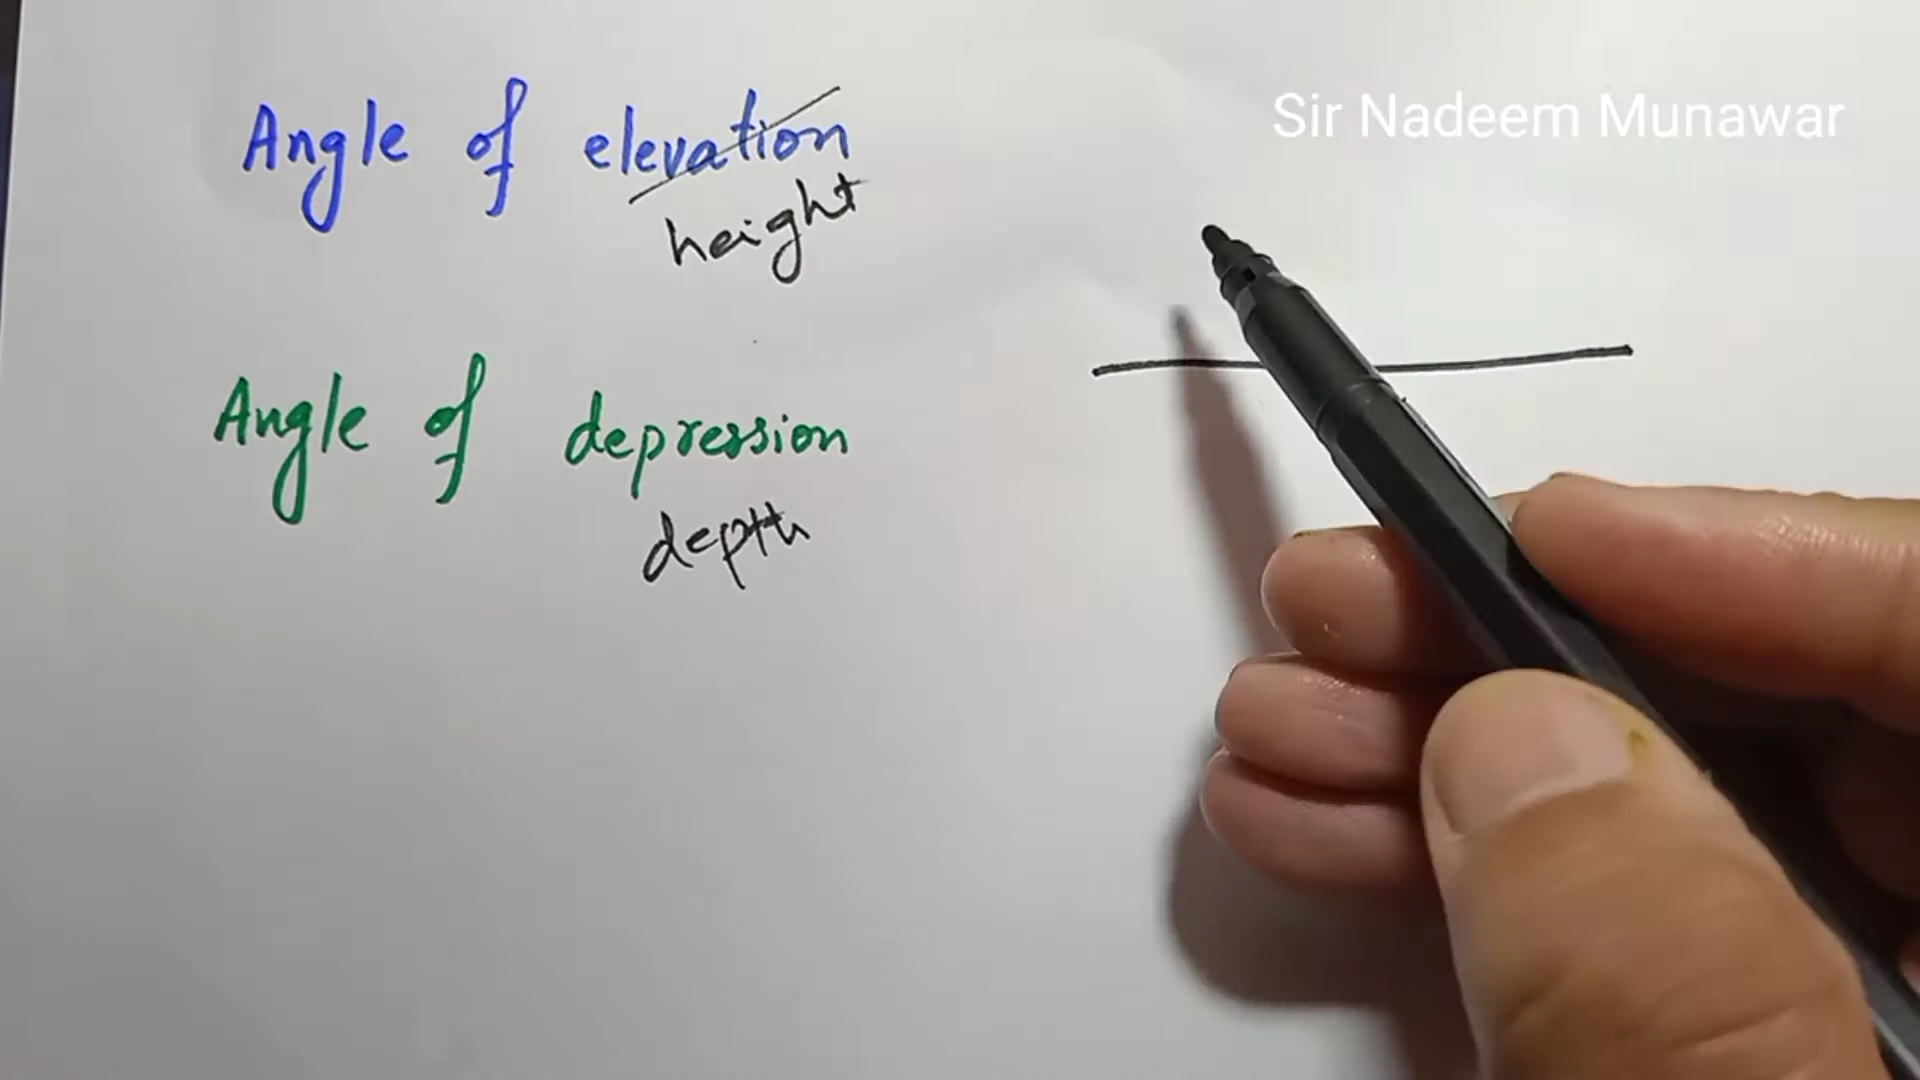 Angle of elevation
height
Sir Nadeem Munawar
Angle of depression
depth